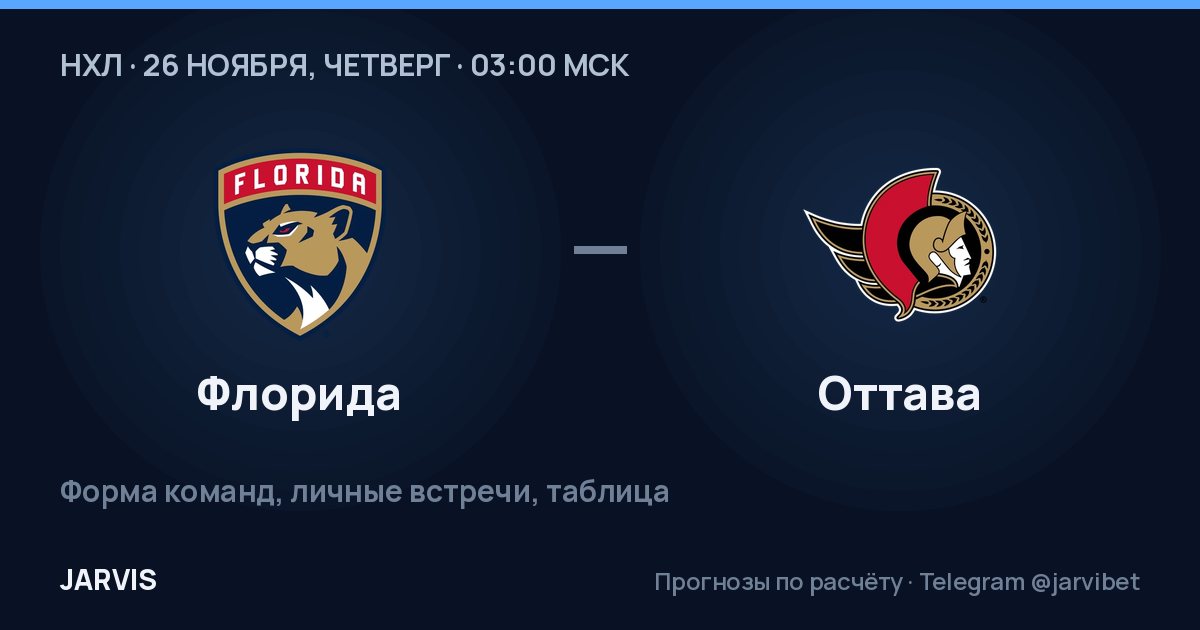 НХЛ · 26 НОЯБРЯ, ЧЕТВЕРГ · 03:00 МСК
FLORIDA
—
Флорида
Оттава
Форма команд, личные встречи, таблица
JARVIS
Прогнозы по расчёту · Telegram @jarvibet